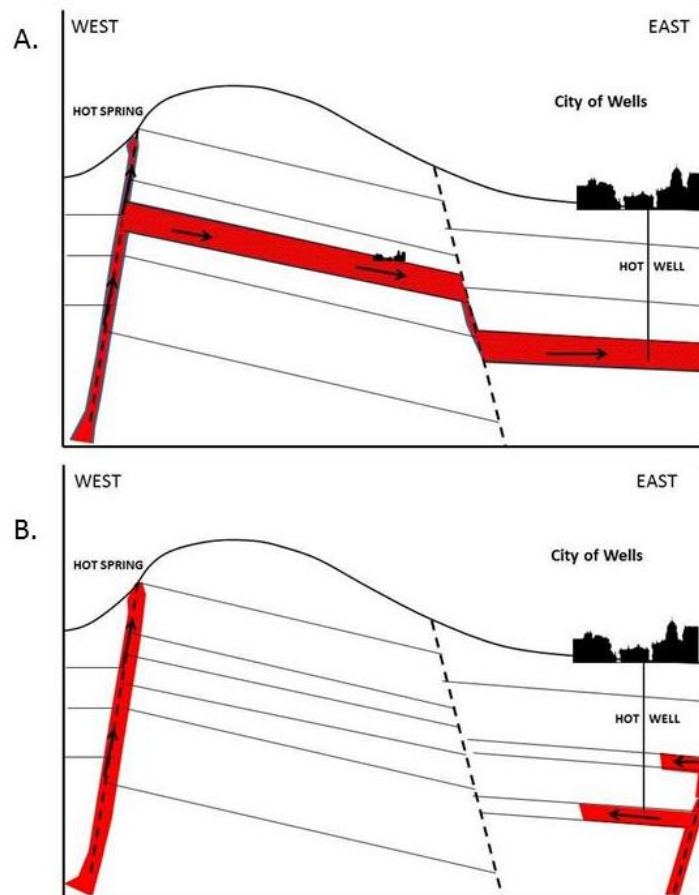 A.
WEST
EAST
HOT SPRING
City of Wells
HOT WELL
B.
WEST
EAST
HOT SPRING
City of Wells
HOT WELL